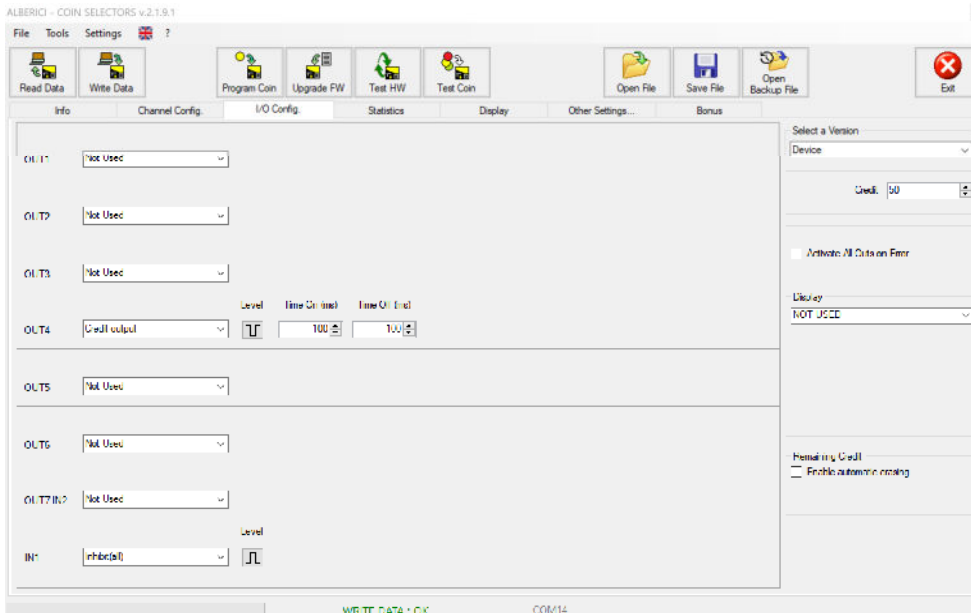 ALBERICI - COIN SELECTORS v.2.1.9.1
File Tools Settings ?
Read Data Write Data Program Coin Upgrade FW Test HW Test Coin Open File Save File Open Backup File Exit
Info Channel Config. I/O Config. Statistics Display Other Settings... Bonus
Select a Version
Device
OUT1 Not Used
Credit 50
OUT2 Not Used
Activate All Outs on Error
OUT3 Not Used
Display
NOT USED
Level Time On (ms) Time Off (ms)
OUT4 Credit output 100 100
OUT5 Not Used
OUT6 Not Used
Remaining Credit
Enable automatic erasing
OUT7/IN2 Not Used
Level
IN1 Inhibit(all)
WRITE DATA : OK COM14